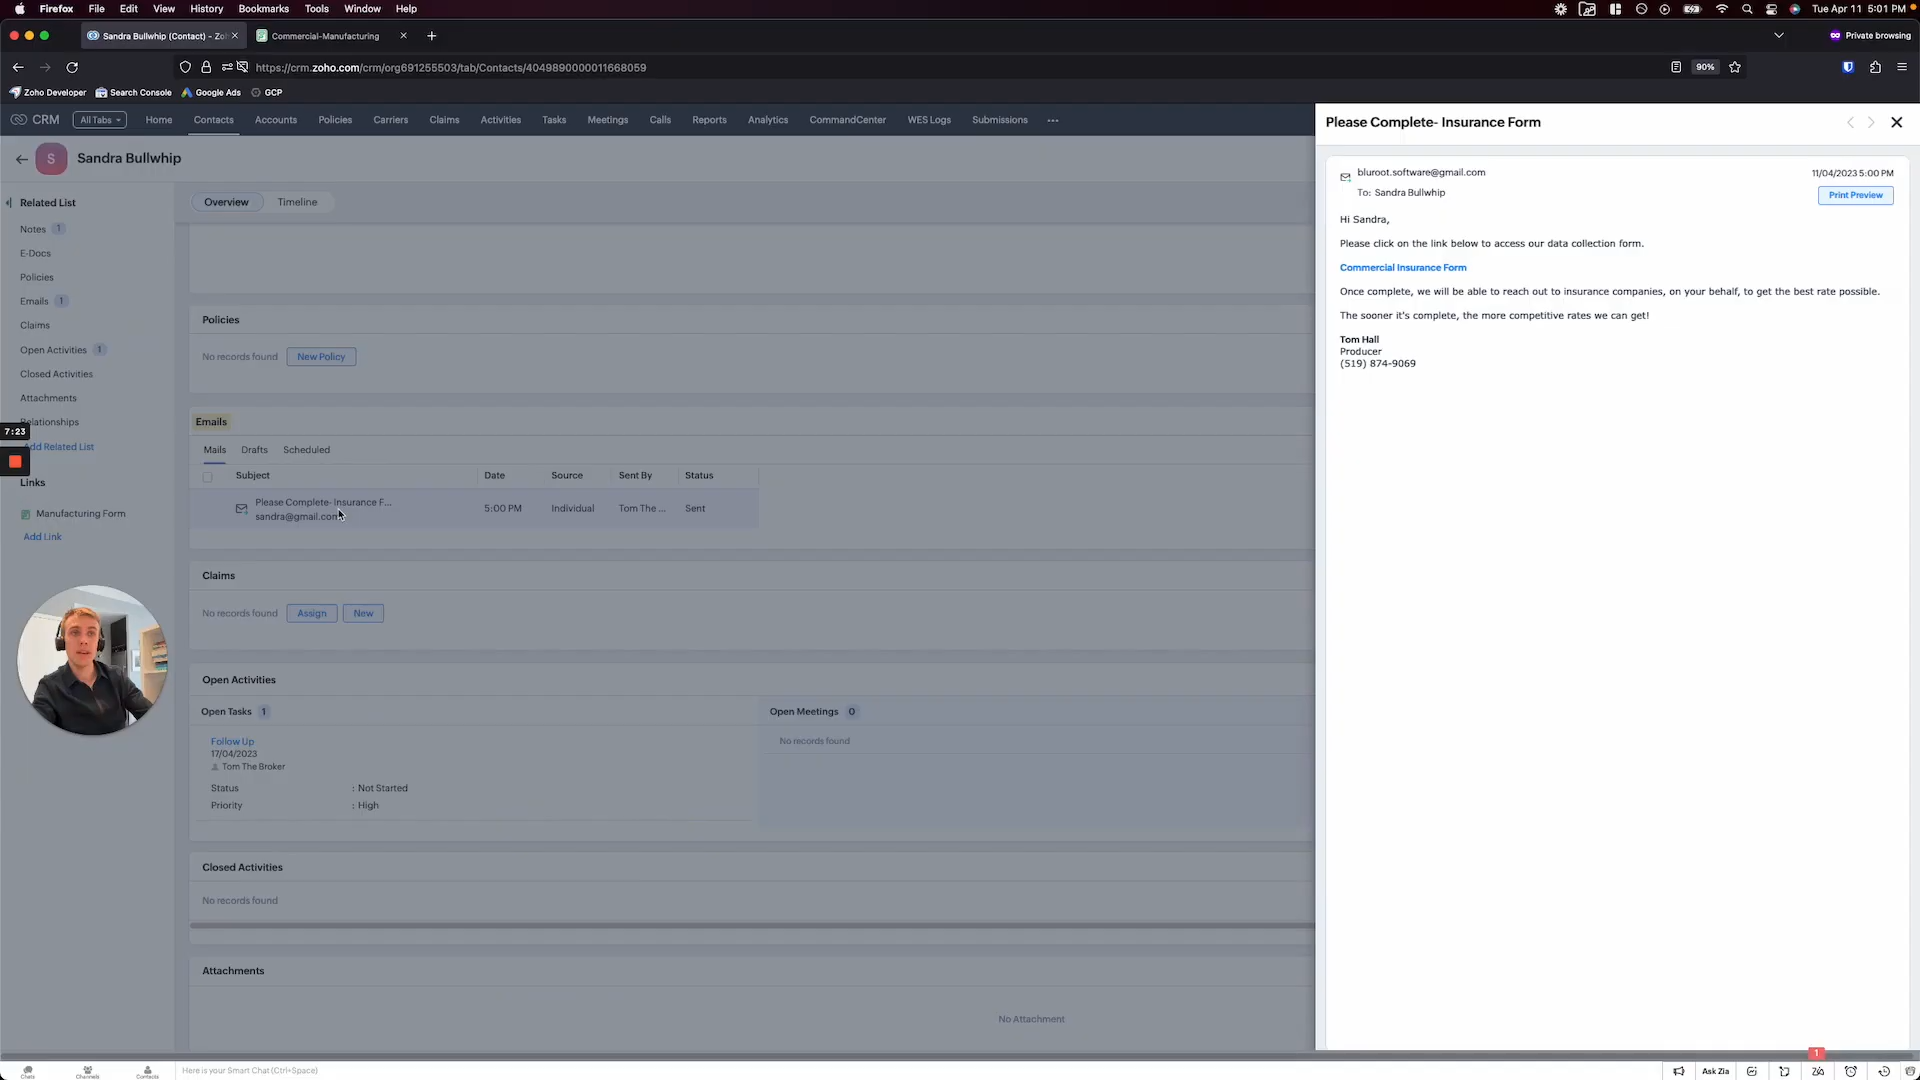 Firefox File Edit View History Bookmarks Tools Window Help Tue Apr 11 5:01 PM
Sandra Bullwhip (Contact) - Zoh Commercial-Manufacturing Private browsing
https://crm.zoho.com/crm/org691255503/tab/Contacts/4049890000011668059 90%
Zoho Developer Search Console Google Ads GCP
CRM All Tabs Home Contacts Accounts Policies Carriers Claims Activities Tasks Meetings Calls Reports Analytics CommandCenter WES Logs Submissions ...
Please Complete- Insurance Form
S Sandra Bullwhip
bluroot.software@gmail.com 11/04/2023 5:00 PM
To: Sandra Bullwhip Print Preview
Hi Sandra,
Please click on the link below to access our data collection form.
Commercial Insurance Form
Once complete, we will be able to reach out to insurance companies, on your behalf, to get the best rate possible.
The sooner it's complete, the more competitive rates we can get!
Tom Hall
Producer
(519) 874-9069
Related List
Notes 1
E-Docs
Policies
Emails 1
Claims
Open Activities 1
Closed Activities
Attachments
Relationships
7:23
Add Related List
Links
Manufacturing Form
Add Link
Overview Timeline
Policies
No records found New Policy
Emails
Mails Drafts Scheduled
Subject Date Source Sent By Status
Please Complete- Insurance F... 5:00 PM Individual Tom The ... Sent
sandra@gmail.com
Claims
No records found Assign New
Open Activities
Open Tasks 1 Open Meetings 0
Follow Up No records found
17/04/2023
Tom The Broker
Status : Not Started
Priority : High
Closed Activities
No records found
Attachments
No Attachment
1
Chats Channels Contacts Here is your Smart Chat (Ctrl+Space) Ask Zia